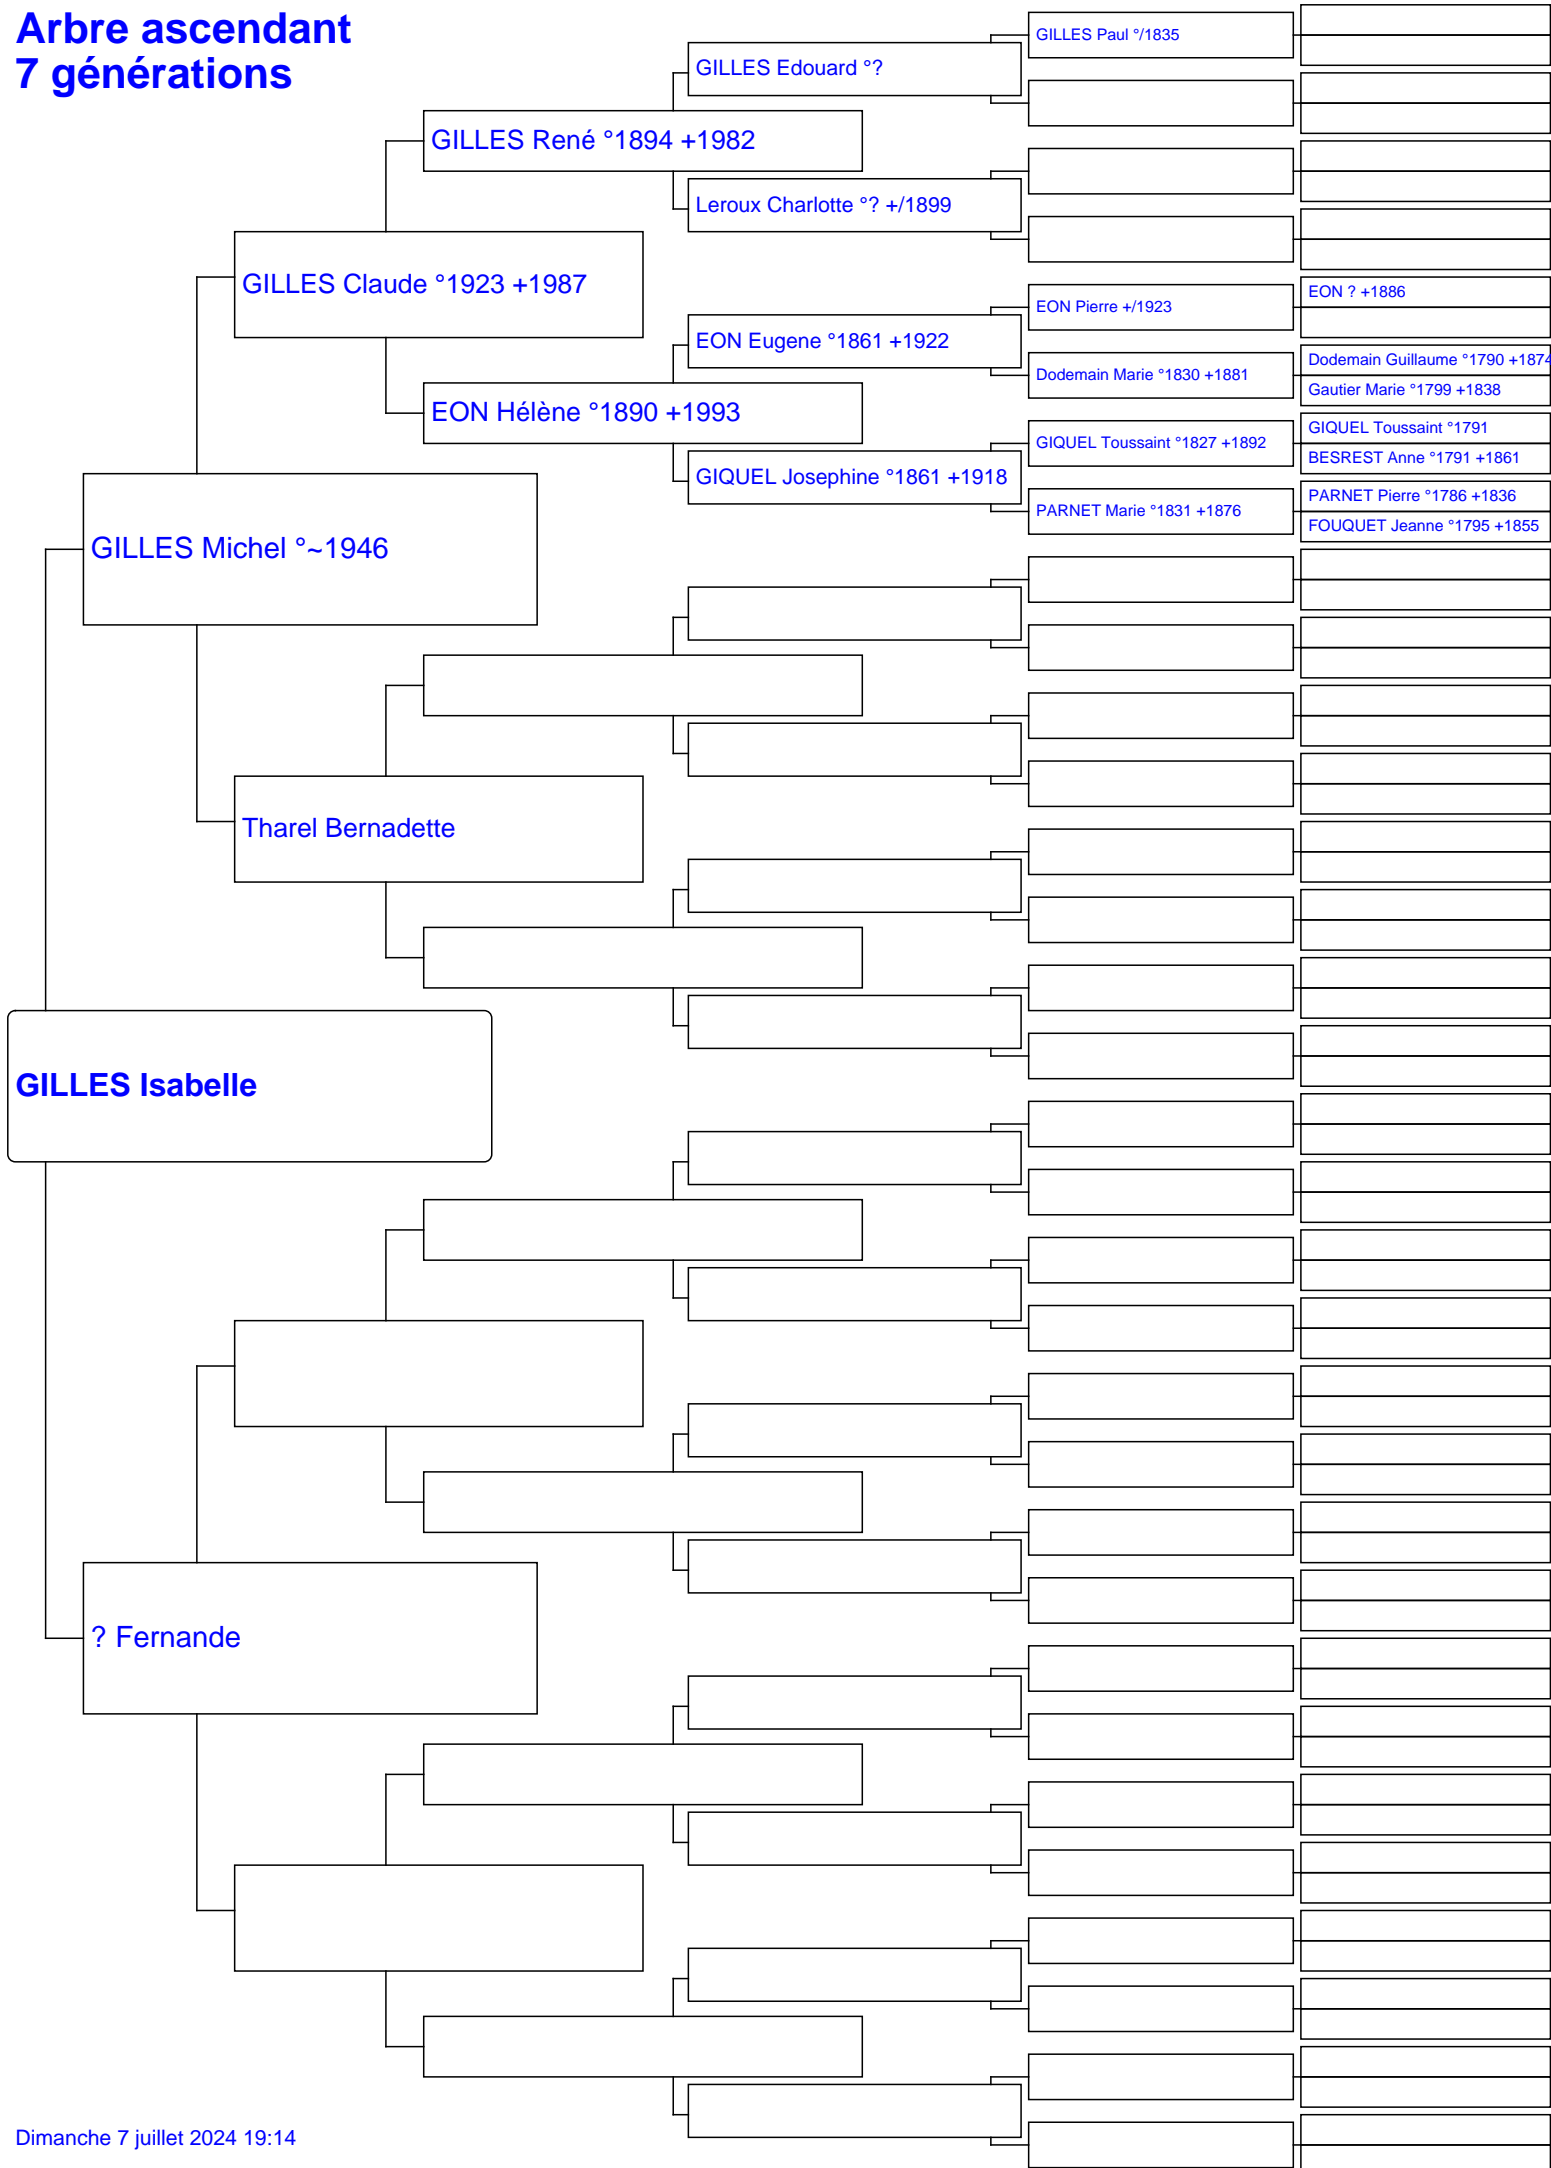 Arbre ascendant
7 générations
GILLES Paul °/1835
GILLES Edouard °?
GILLES René °1894 +1982
Leroux Charlotte °? +/1899
GILLES Claude °1923 +1987
EON ? +1886
EON Pierre +/1923
EON Eugene °1861 +1922
Dodemain Guillaume °1790 +1874
Dodemain Marie °1830 +1881
Gautier Marie °1799 +1838
EON Hélène °1890 +1993
GIQUEL Toussaint °1791
GIQUEL Toussaint °1827 +1892
BESREST Anne °1791 +1861
GIQUEL Josephine °1861 +1918
PARNET Pierre °1786 +1836
PARNET Marie °1831 +1876
FOUQUET Jeanne °1795 +1855
GILLES Michel °~1946
Tharel Bernadette
GILLES Isabelle
? Fernande
Dimanche 7 juillet 2024 19:14